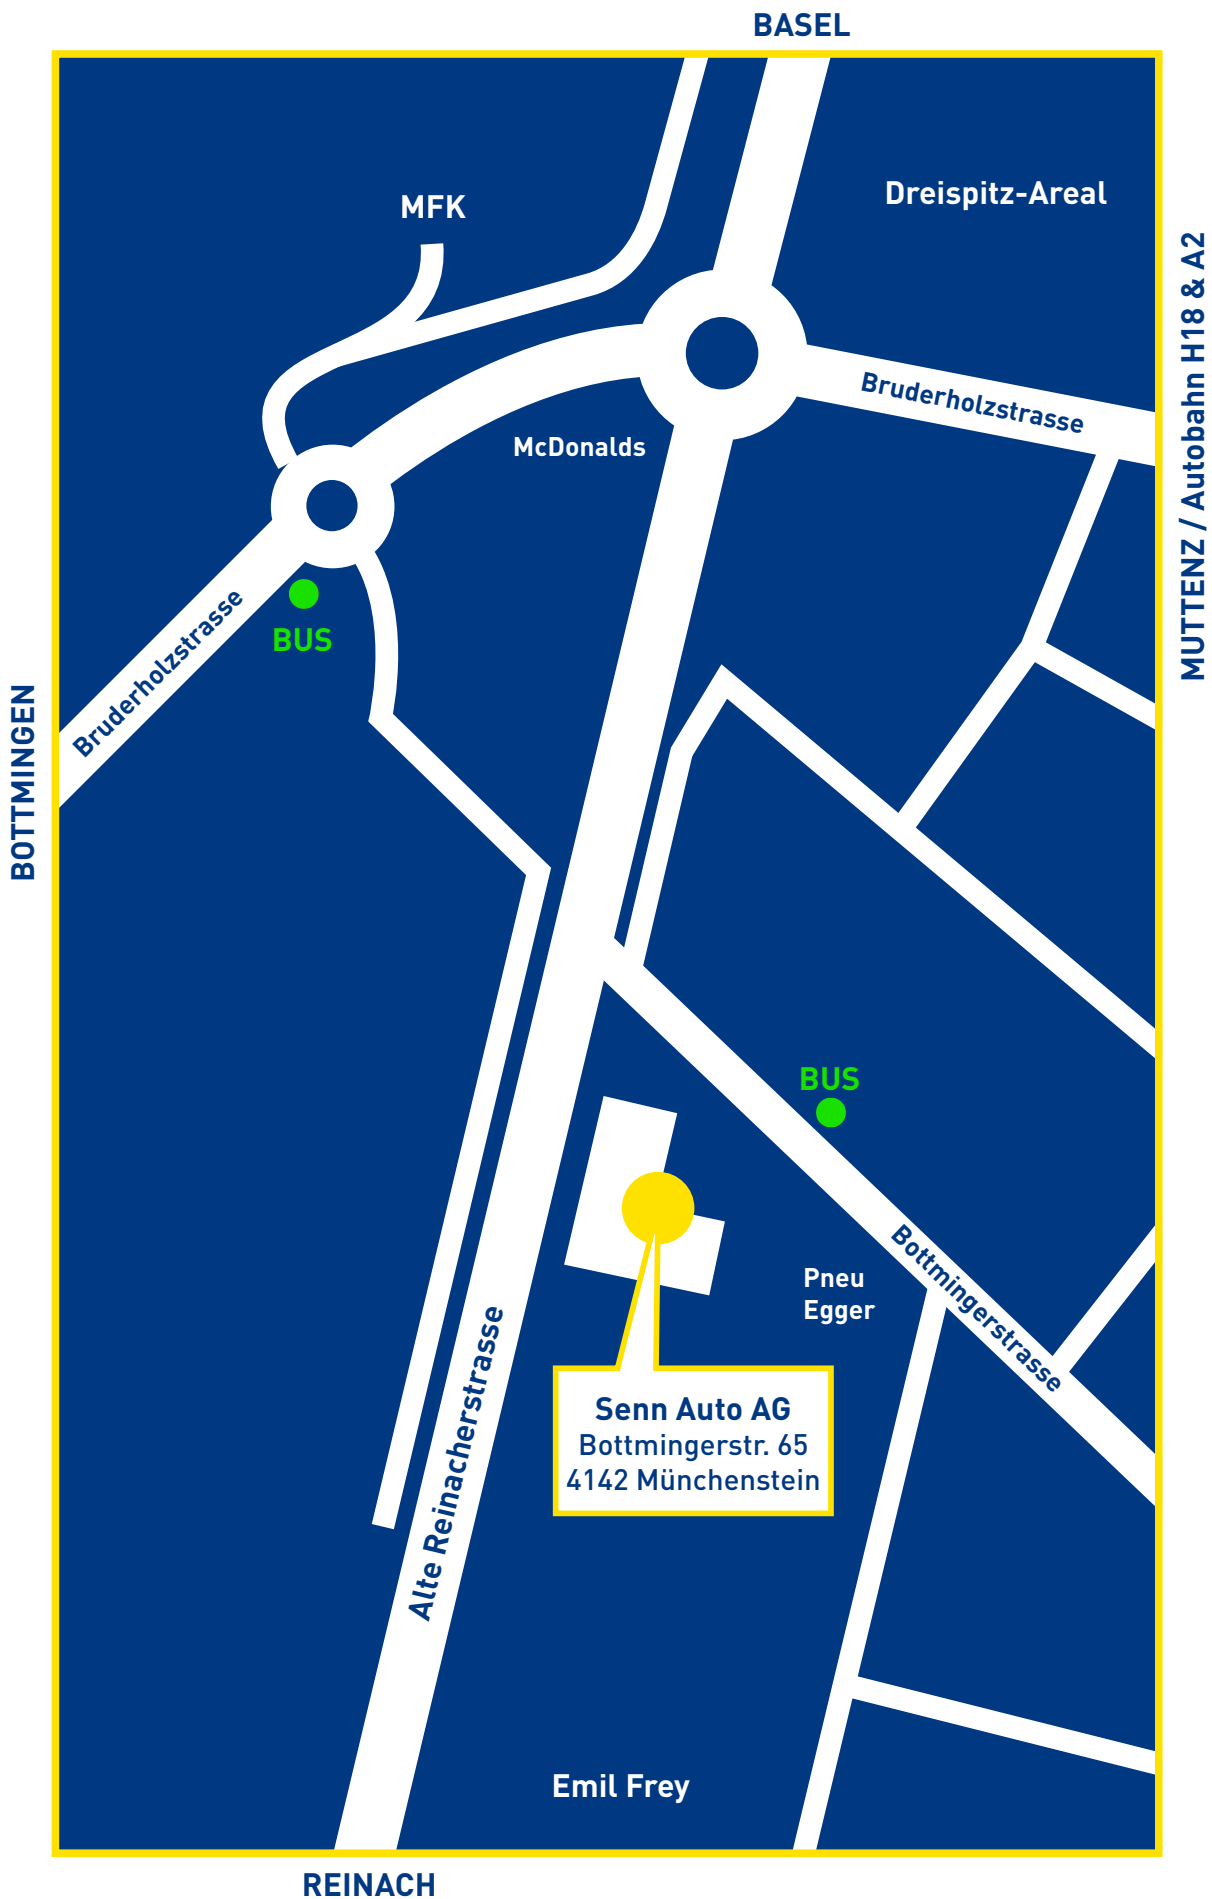 BASEL
Dreispitz-Areal
MFK
MUTTENZ / Autobahn H18 & A2
Bruderholzstrasse
McDonalds
Bruderholzstrasse
BUS
BOTTMINGEN
BUS
Bottmingerstrasse
Pneu
Egger
Alte Reinacherstrasse
Senn Auto AG
Bottmingerstr. 65
4142 Münchenstein
Emil Frey
REINACH